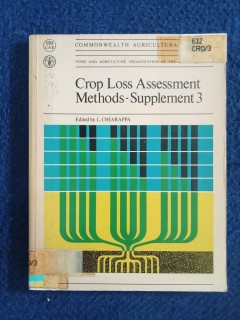 COMMONWEALTH AGRICULTURA
632
CRO/3
FOOD AND AGRICULTURE ORGANIZATION OF THE
Crop Loss Assessment
Methods-Supplement 3
Edited by L. CHIARAPPA